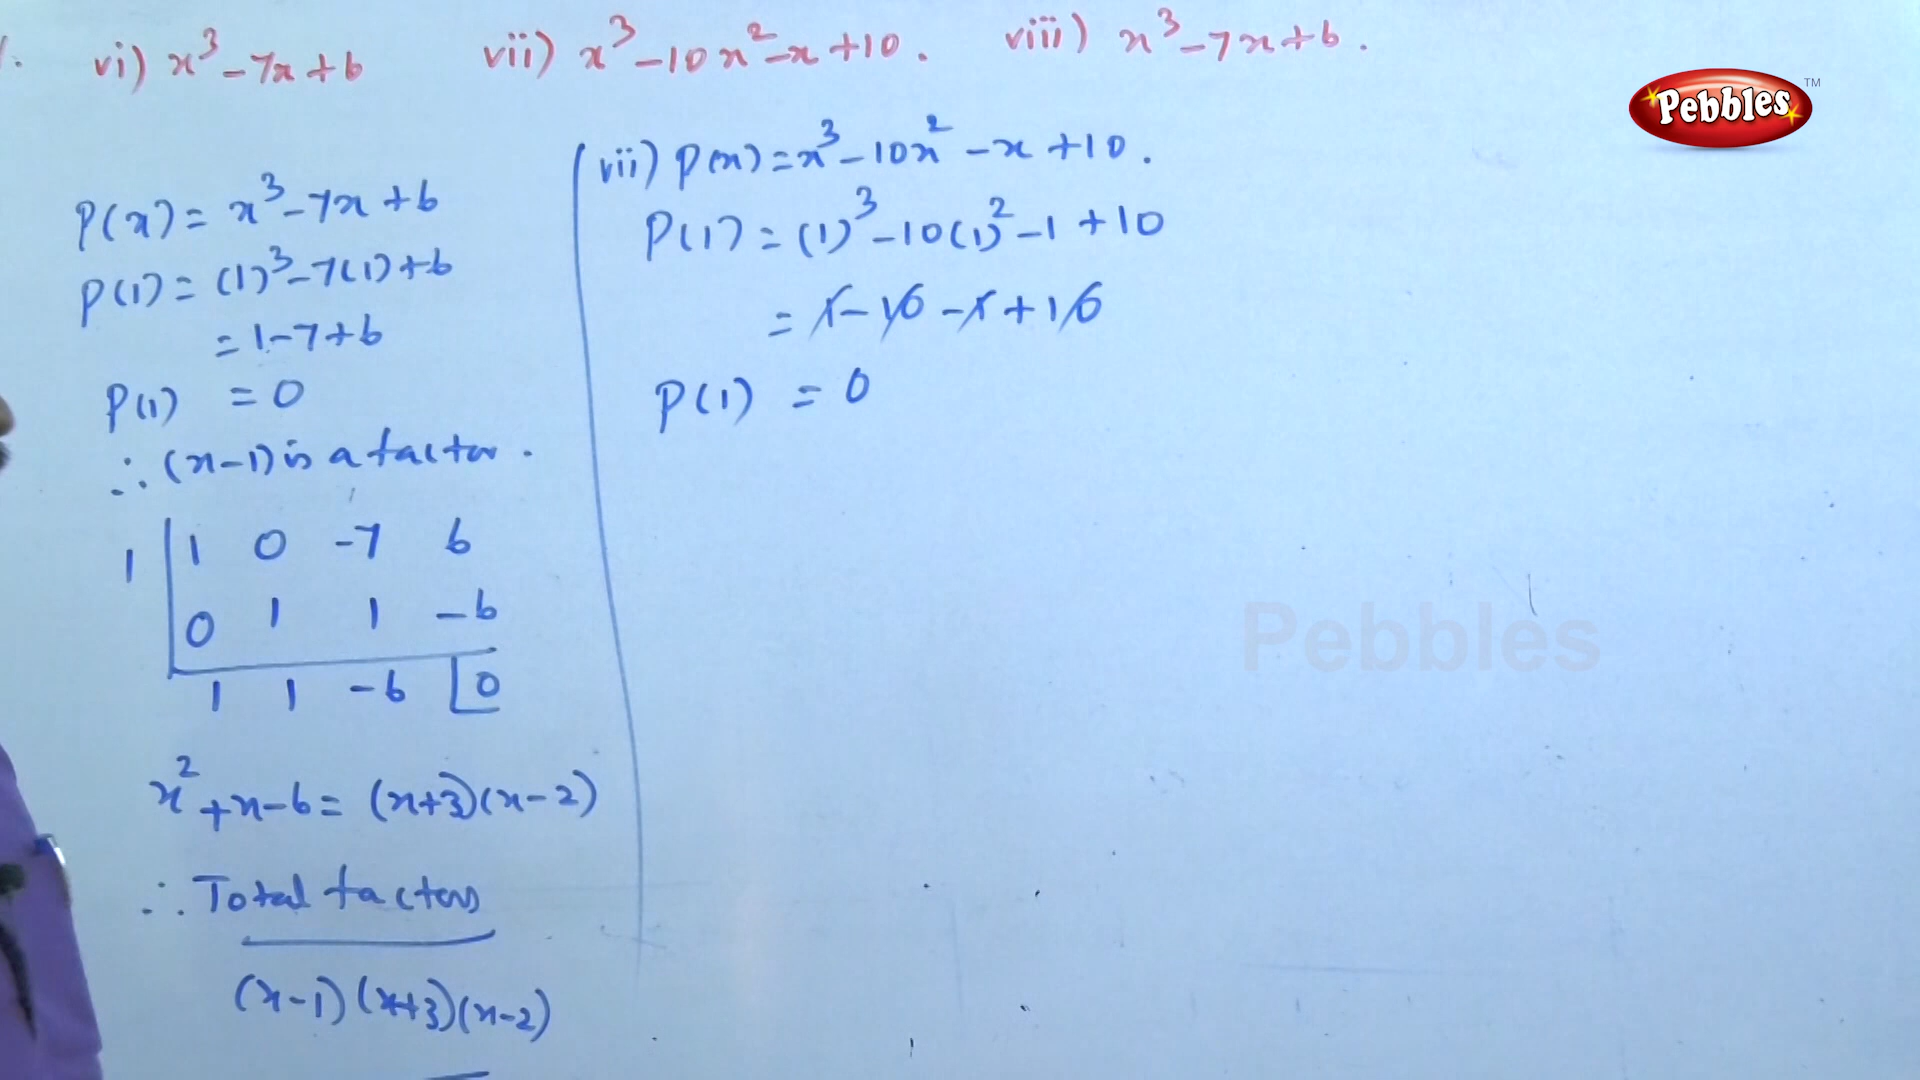 vi) x³-7x+6 vii) x³-10x²-x+10. viii) x³-7x+6.
Pebbles TM
P(x) = x³-7x+6
P(1) = (1)³-7(1)+6
= 1-7+6
P(1) = 0
∴ (x-1) is a factor.
1 | 1 0 -7 6
0 1 1 -6
1 1 -6 |0
x²+x-6 = (x+3)(x-2)
∴ Total factors
(x-1)(x+3)(x-2)
vii) P(x) = x³-10x²-x+10.
P(1) = (1)³-10(1)²-1+10
= 1-10-1+10
P(1) = 0
Pebbles